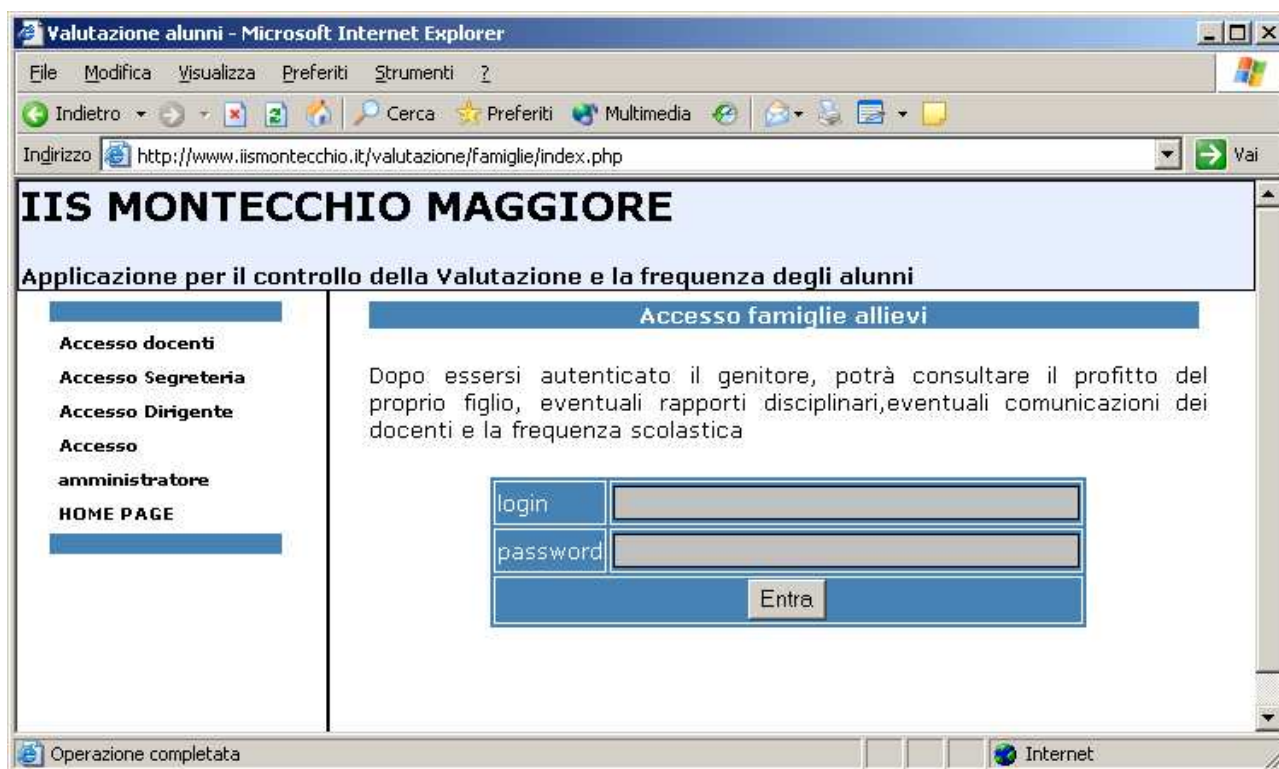 Valutazione alunni - Microsoft Internet Explorer
File Modifica Visualizza Preferiti Strumenti ?
Indietro Cerca Preferiti Multimedia
Indirizzo http://www.iismontecchio.it/valutazione/famiglie/index.php Vai
IIS MONTECCHIO MAGGIORE
Applicazione per il controllo della Valutazione e la frequenza degli alunni
Accesso docenti
Accesso Segreteria
Accesso Dirigente
Accesso
amministratore
HOME PAGE
Accesso famiglie allievi
Dopo essersi autenticato il genitore, potrà consultare il profitto del
proprio figlio, eventuali rapporti disciplinari,eventuali comunicazioni dei
docenti e la frequenza scolastica
login
password
Entra
Operazione completata Internet